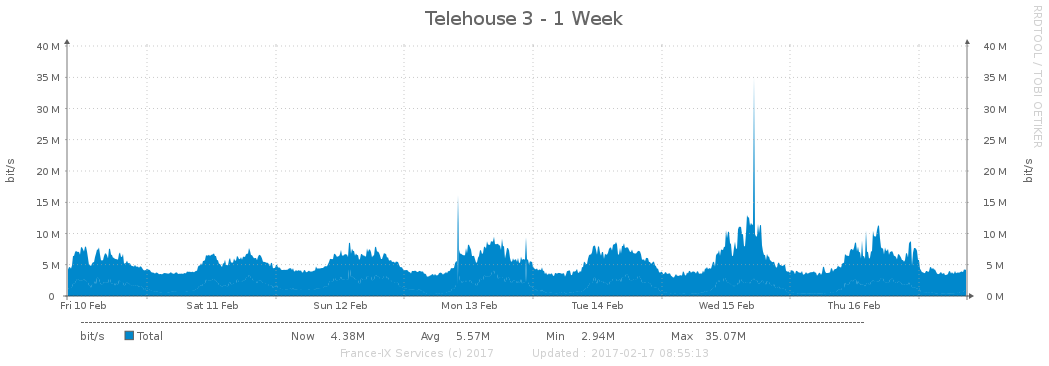 Telehouse 3 - 1 Week
RRDTOOL / TOBI OETIKER
40 M 40 M
35 M 35 M
30 M 30 M
25 M 25 M
20 M 20 M
15 M 15 M
10 M 10 M
5 M 5 M
0 0 M
bit/s bit/s
Fri 10 Feb Sat 11 Feb Sun 12 Feb Mon 13 Feb Tue 14 Feb Wed 15 Feb Thu 16 Feb
bit/s Total Now 4.38M Avg 5.57M Min 2.94M Max 35.07M
France-IX Services (c) 2017 Updated : 2017-02-17 08:55:13